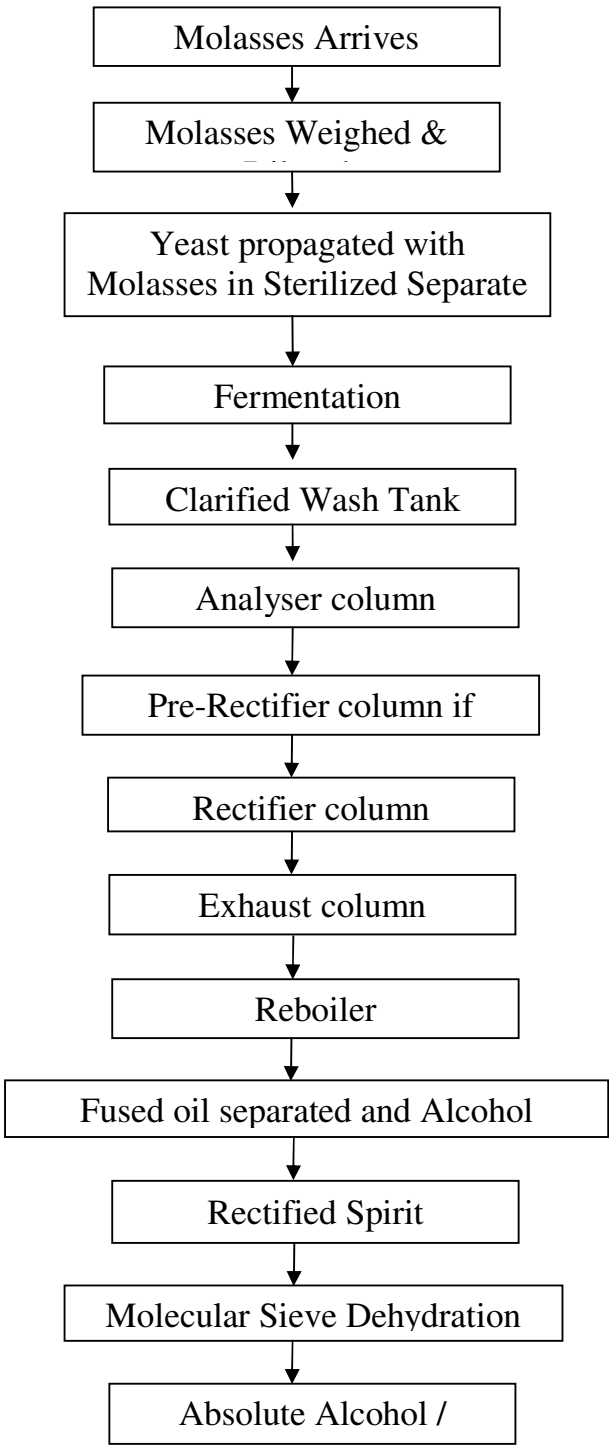 Molasses Arrives
Molasses Weighed &
Yeast propagated with
Molasses in Sterilized Separate
Fermentation
Clarified Wash Tank
Analyser column
Pre-Rectifier column if
Rectifier column
Exhaust column
Reboiler
Fused oil separated and Alcohol
Rectified Spirit
Molecular Sieve Dehydration
Absolute Alcohol /